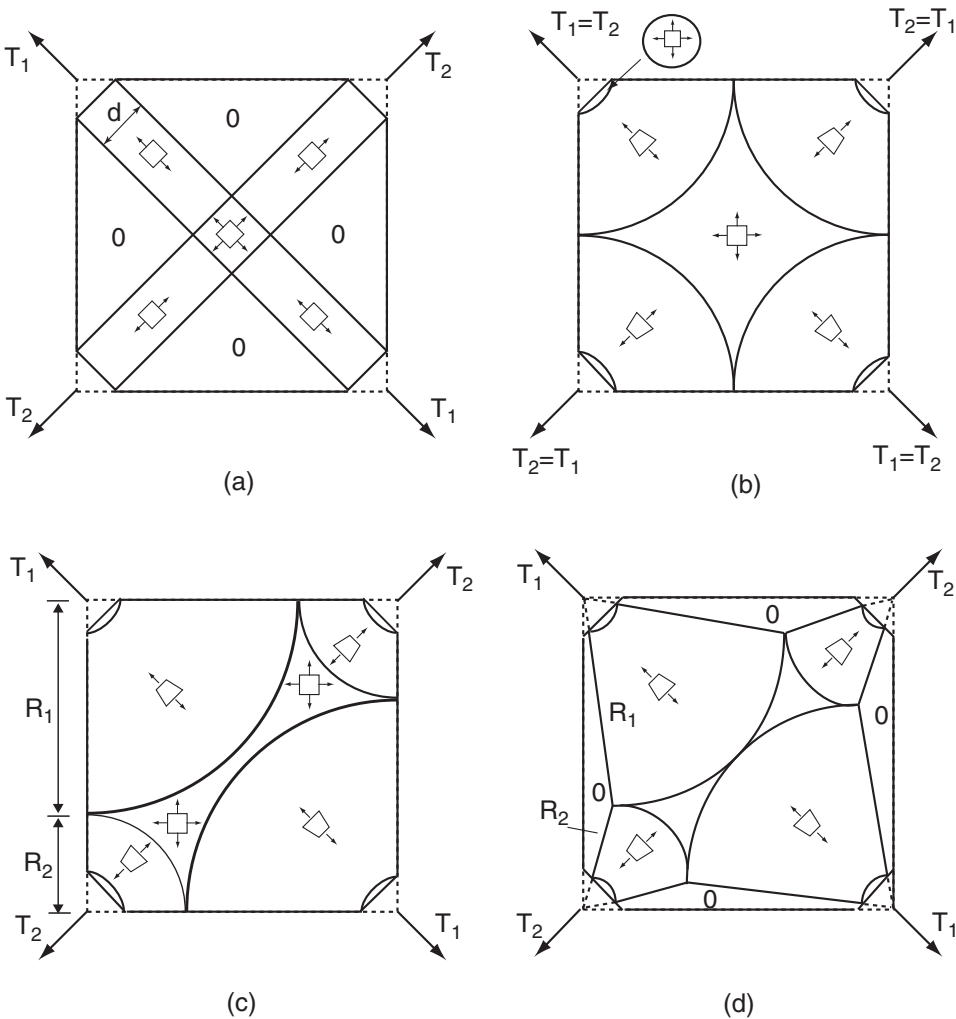 T₁
T₂
d
0
0
0
0
T₂
T₁
(a)
T₁=T₂
T₂=T₁
T₂=T₁
T₁=T₂
(b)
T₁
T₂
R₁
R₂
T₂
T₁
(c)
T₁
T₂
0
R₁
0
0
R₂
0
T₂
T₁
(d)